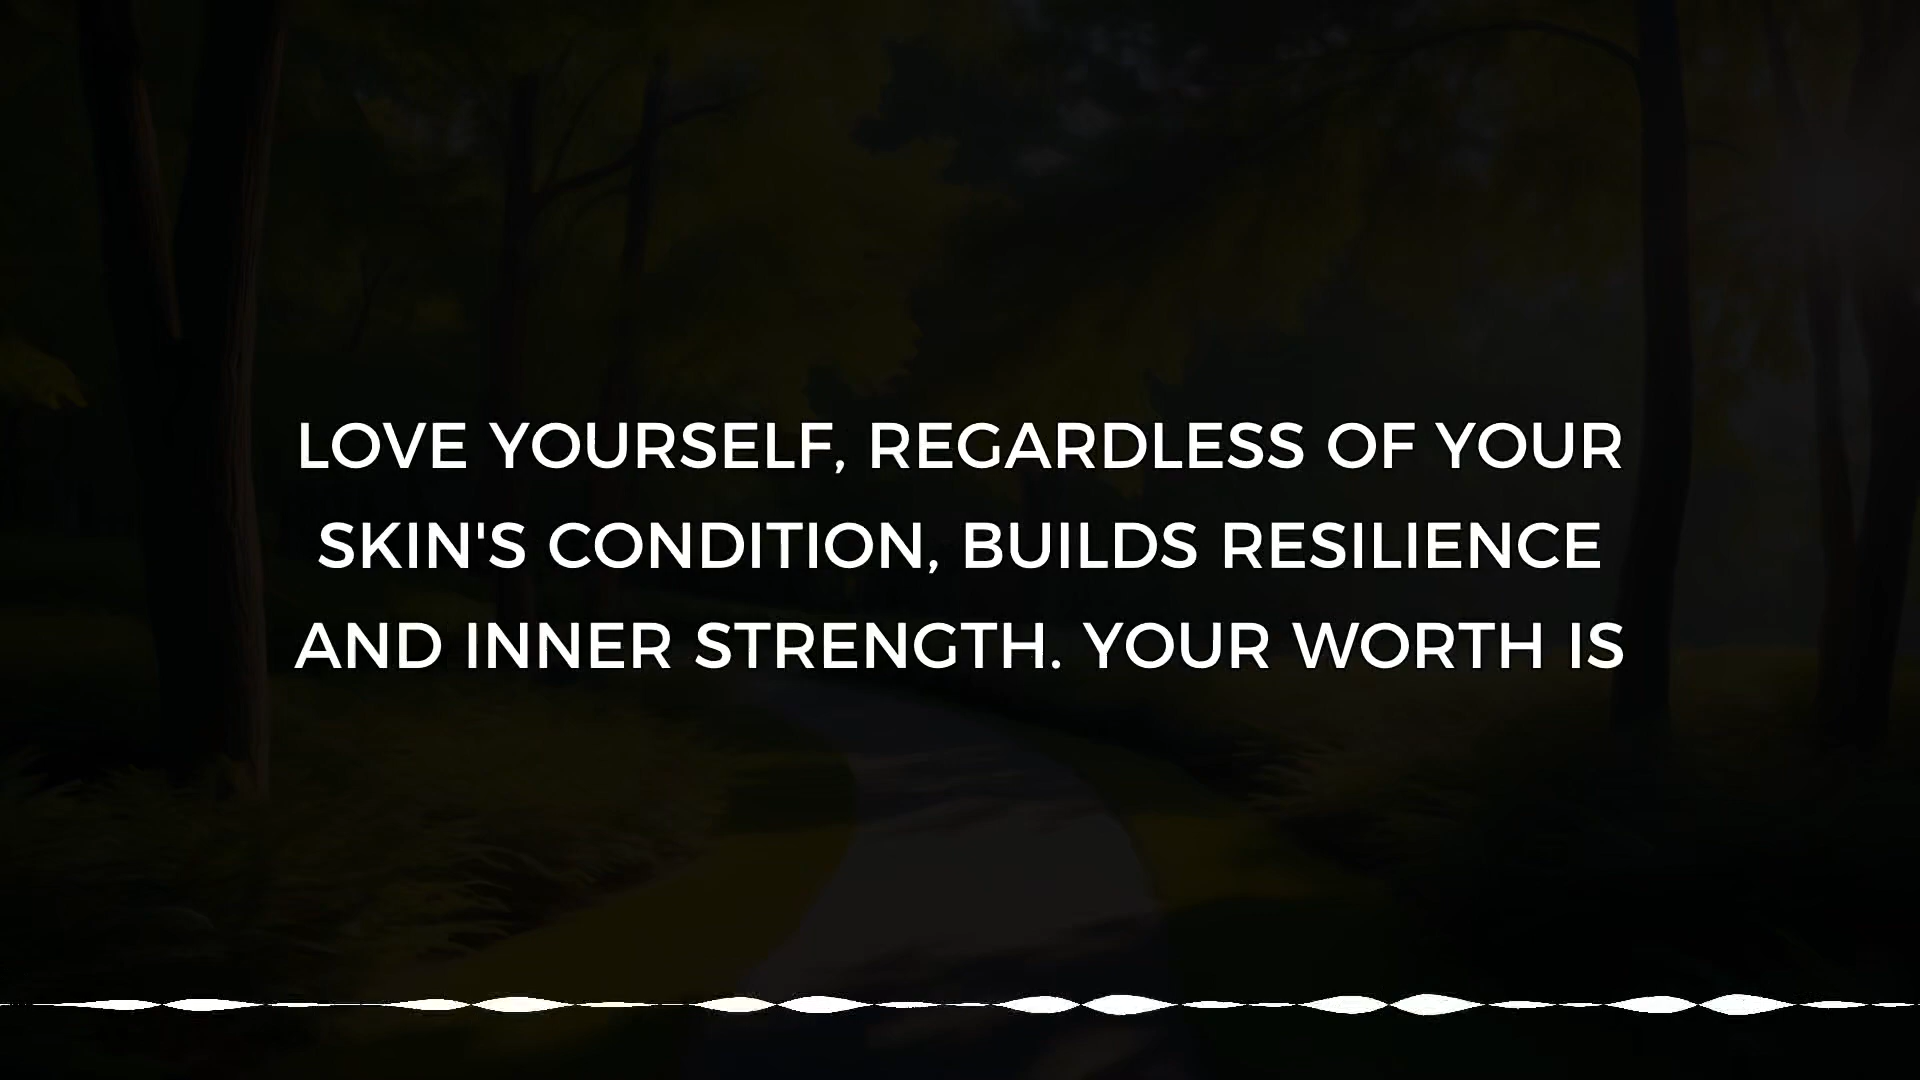 LOVE YOURSELF, REGARDLESS OF YOUR
SKIN'S CONDITION, BUILDS RESILIENCE
AND INNER STRENGTH. YOUR WORTH IS